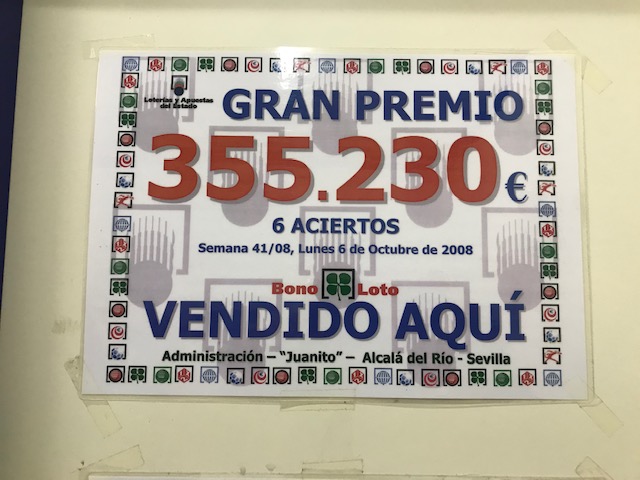 Loterías y Apuestas
del Estado
GRAN PREMIO
355.230 €
6 ACIERTOS
Semana 41/08, Lunes 6 de Octubre de 2008
Bono Loto
VENDIDO AQUÍ
Administración – “Juanito” – Alcalá del Río - Sevilla